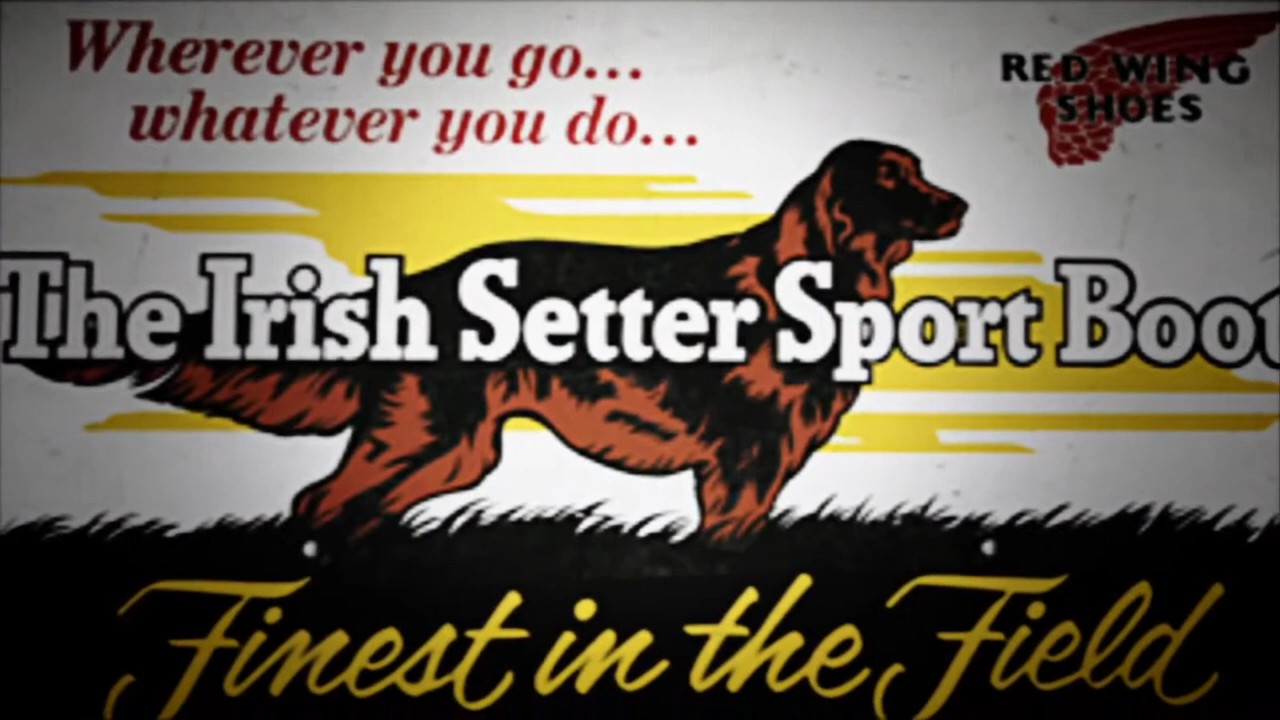 Wherever you go...
whatever you do...
RED WING
SHOES
The Irish Setter Sport Boot
Finest in the Field